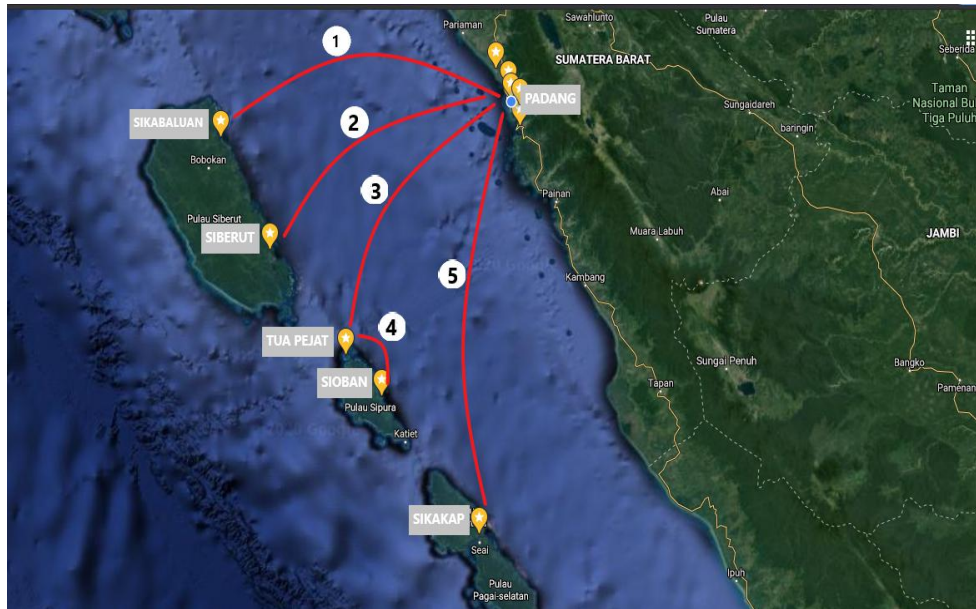 Pariaman
Sawahlunto
Pulau
Sumatera
Seberida
SUMATERA BARAT
1
PADANG
Taman
Nasional Bu
Tiga Puluh
SIKABALUAN
2
Sungaidareh
baringin
Bobokan
3
Painan
Abai
Pulau Siberut
SIBERUT
Muara Labuh
JAMBI
5
Kambang
TUA PEJAT
4
Sungai Penuh
Bangko
SIOBAN
Tapan
Pamenan
Pulau Sipura
Katiet
SIKAKAP
Seai
Ipuh
Pulau
Pagai-selatan